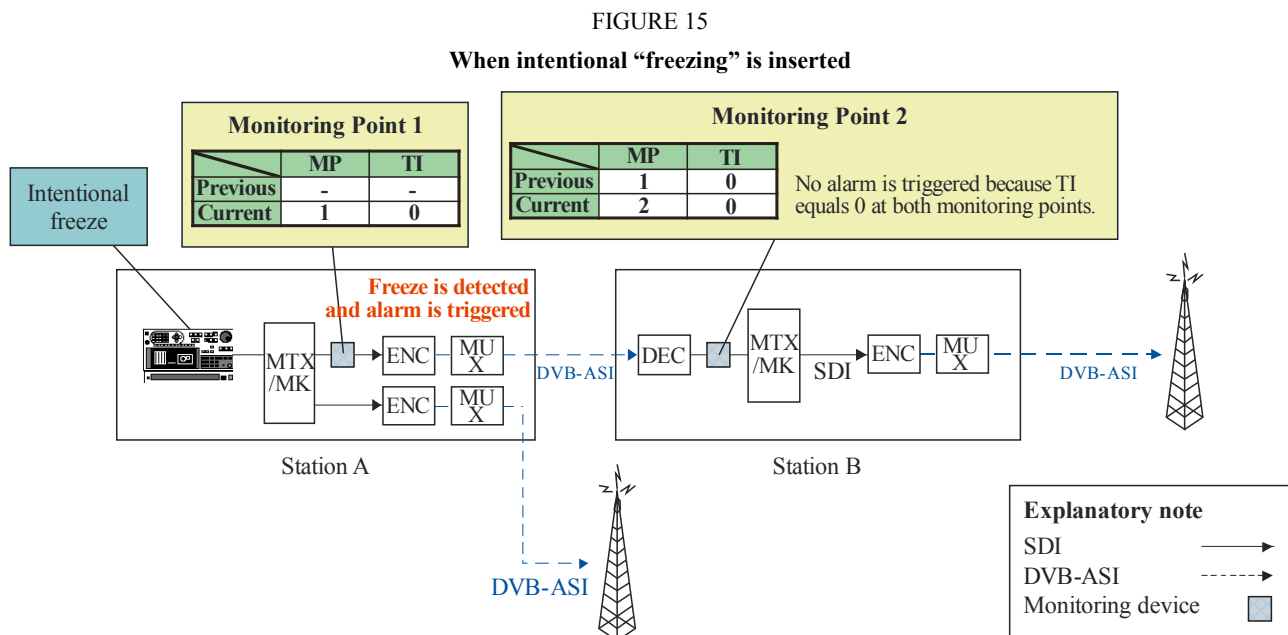 FIGURE 15
When intentional “freezing” is inserted
Monitoring Point 1
MP TI
Previous - -
Current 1 0
Monitoring Point 2
MP TI
Previous 1 0
Current 2 0
No alarm is triggered because TI
equals 0 at both monitoring points.
Intentional
freeze
Freeze is detected
and alarm is triggered
MTX
/MK
ENC
MU
X
DVB-ASI
ENC
MU
X
DEC
MTX
/MK
SDI
ENC
MU
X
DVB-ASI
Station A
Station B
DVB-ASI
Explanatory note
SDI
DVB-ASI
Monitoring device